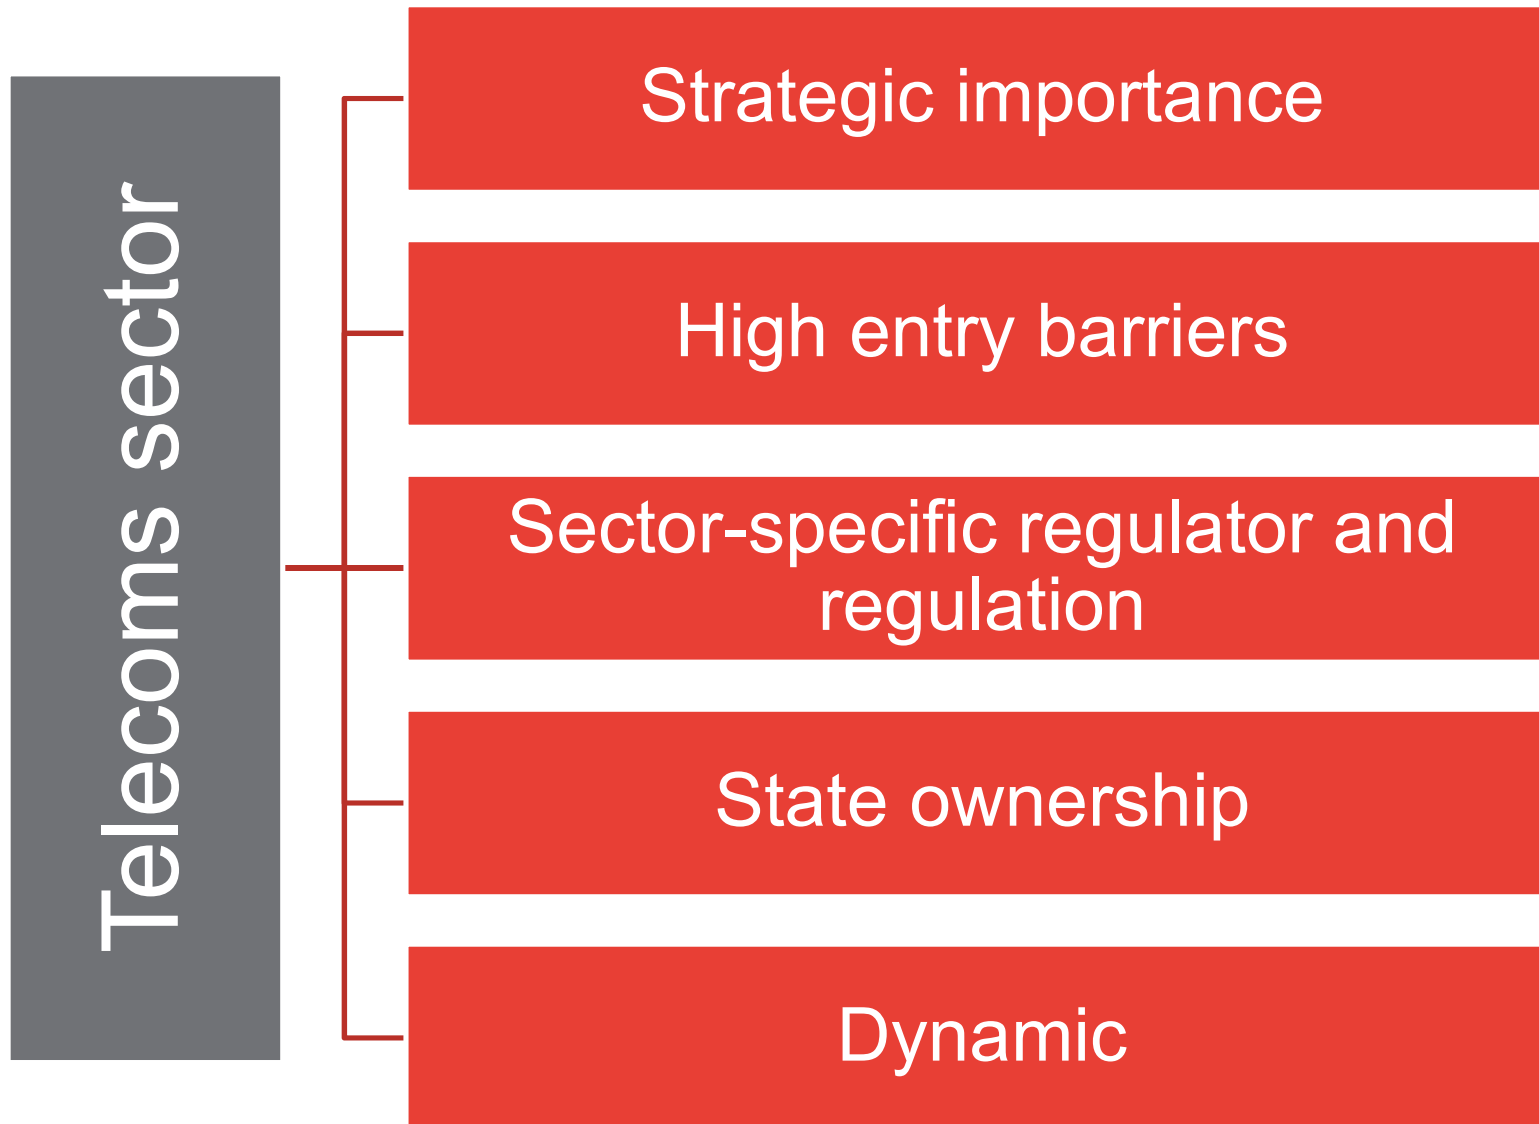 Telecoms sector
Strategic importance
High entry barriers
Sector-specific regulator and
regulation
State ownership
Dynamic